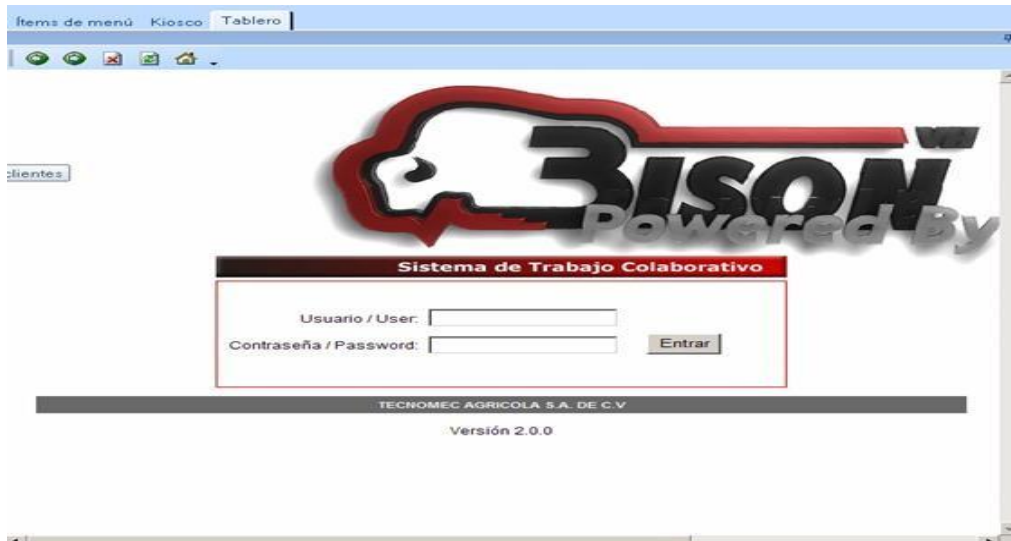 Ítems de menú Kiosco Tablero
clientes
VH
BISON
Powered By
Sistema de Trabajo Colaborativo
Usuario / User:
Contraseña / Password:
Entrar
TECNOMEC AGRICOLA S.A. DE C.V
Versión 2.0.0